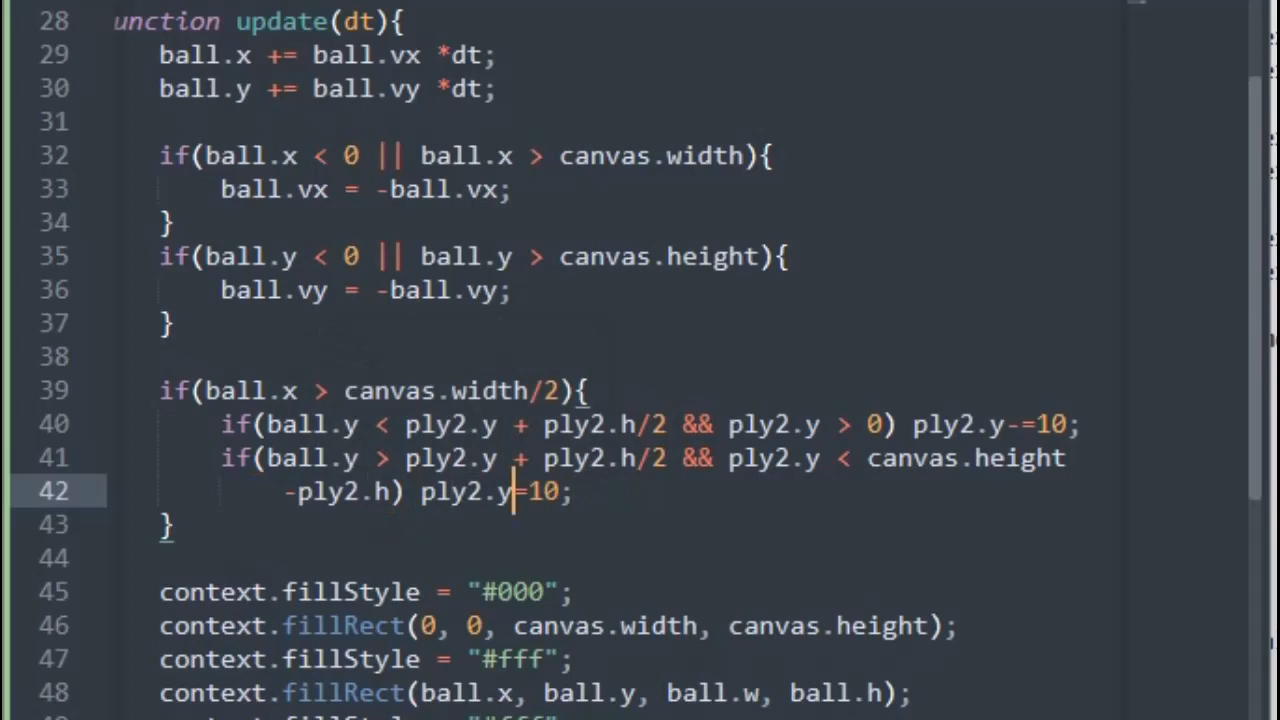 28 unction update(dt){
29 ball.x += ball.vx *dt;
30 ball.y += ball.vy *dt;
31
32 if(ball.x < 0 || ball.x > canvas.width){
33 ball.vx = -ball.vx;
34 }
35 if(ball.y < 0 || ball.y > canvas.height){
36 ball.vy = -ball.vy;
37 }
38
39 if(ball.x > canvas.width/2){
40 if(ball.y < ply2.y + ply2.h/2 && ply2.y > 0) ply2.y-=10;
41 if(ball.y > ply2.y + ply2.h/2 && ply2.y < canvas.height
42 -ply2.h) ply2.y=10;
43 }
44
45 context.fillStyle = "#000";
46 context.fillRect(0, 0, canvas.width, canvas.height);
47 context.fillStyle = "#fff";
48 context.fillRect(ball.x, ball.y, ball.w, ball.h);